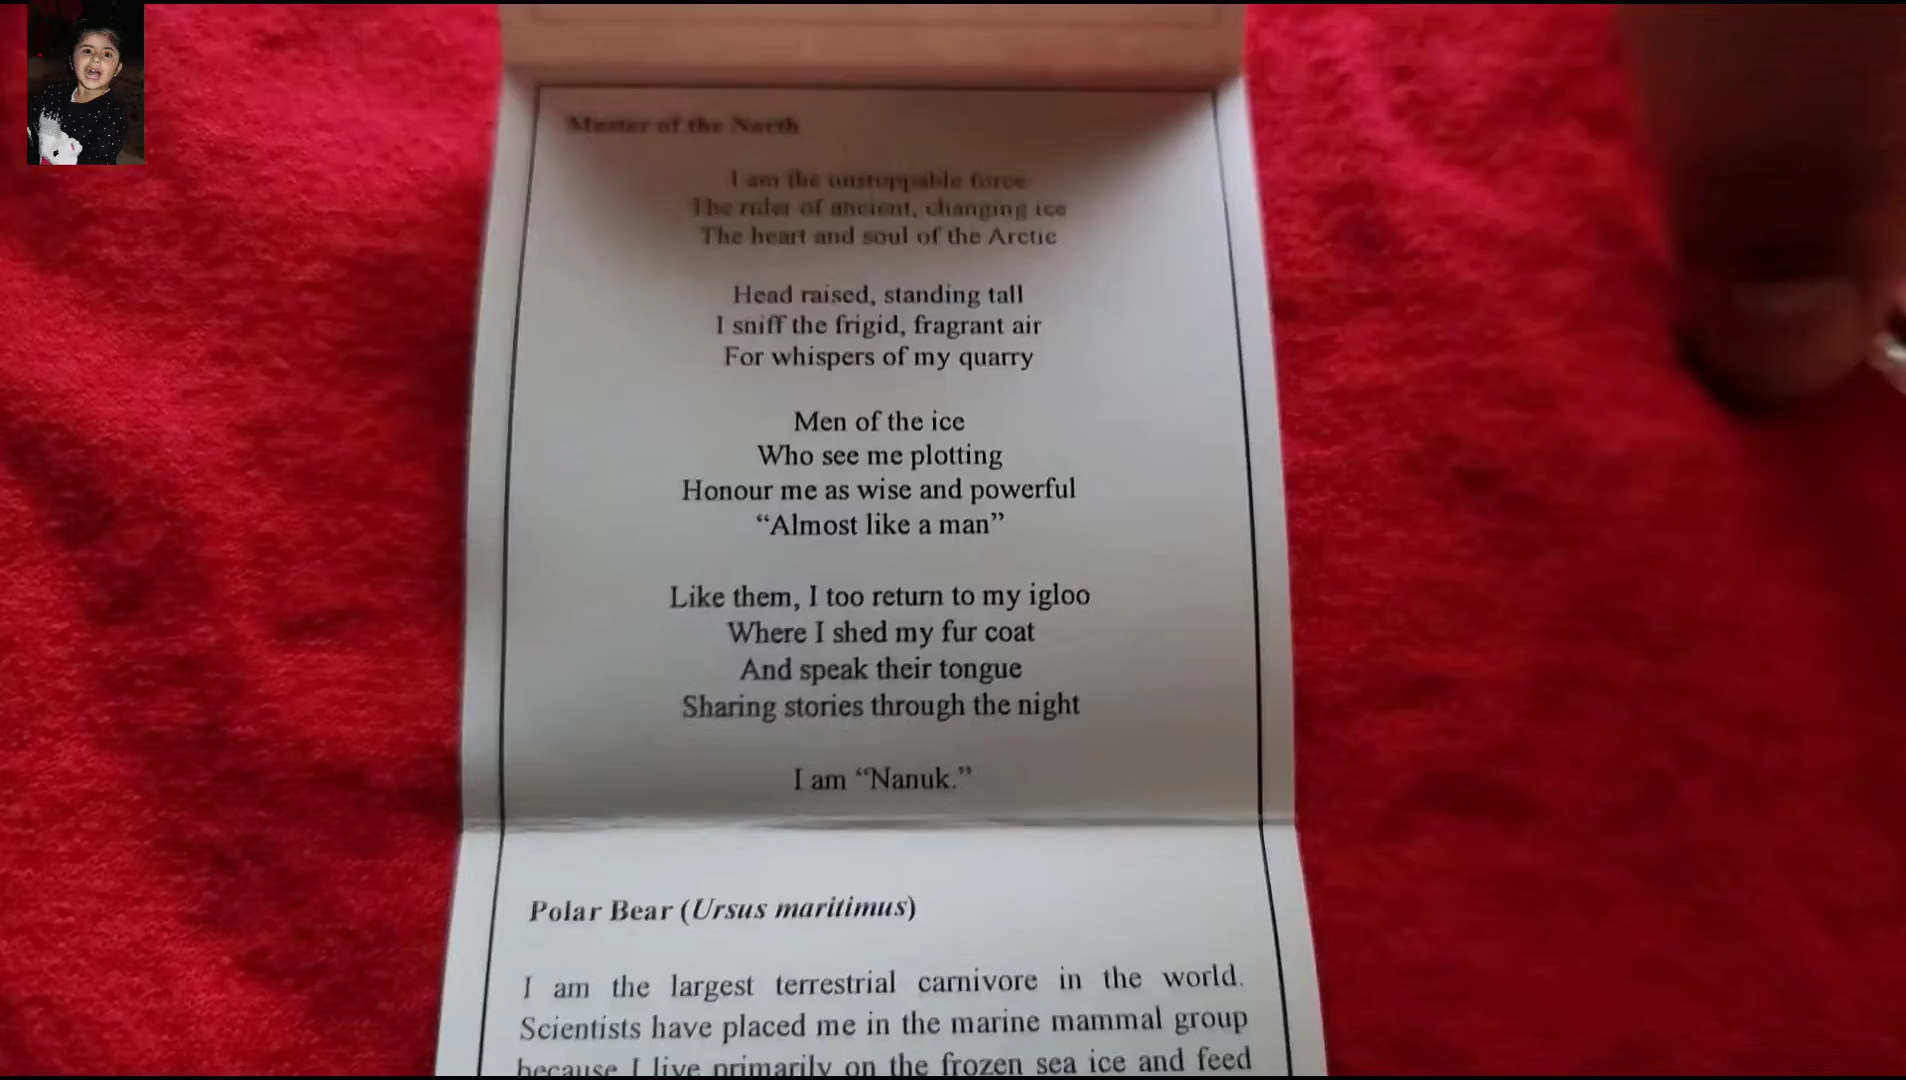 Master of the North
I am the unstoppable force
The ruler of ancient, changing ice
The heart and soul of the Arctic
Head raised, standing tall
I sniff the frigid, fragrant air
For whispers of my quarry
Men of the ice
Who see me plotting
Honour me as wise and powerful
“Almost like a man”
Like them, I too return to my igloo
Where I shed my fur coat
And speak their tongue
Sharing stories through the night
I am “Nanuk.”
Polar Bear (Ursus maritimus)
I am the largest terrestrial carnivore in the world.
Scientists have placed me in the marine mammal group
because I live primarily on the frozen sea ice and feed